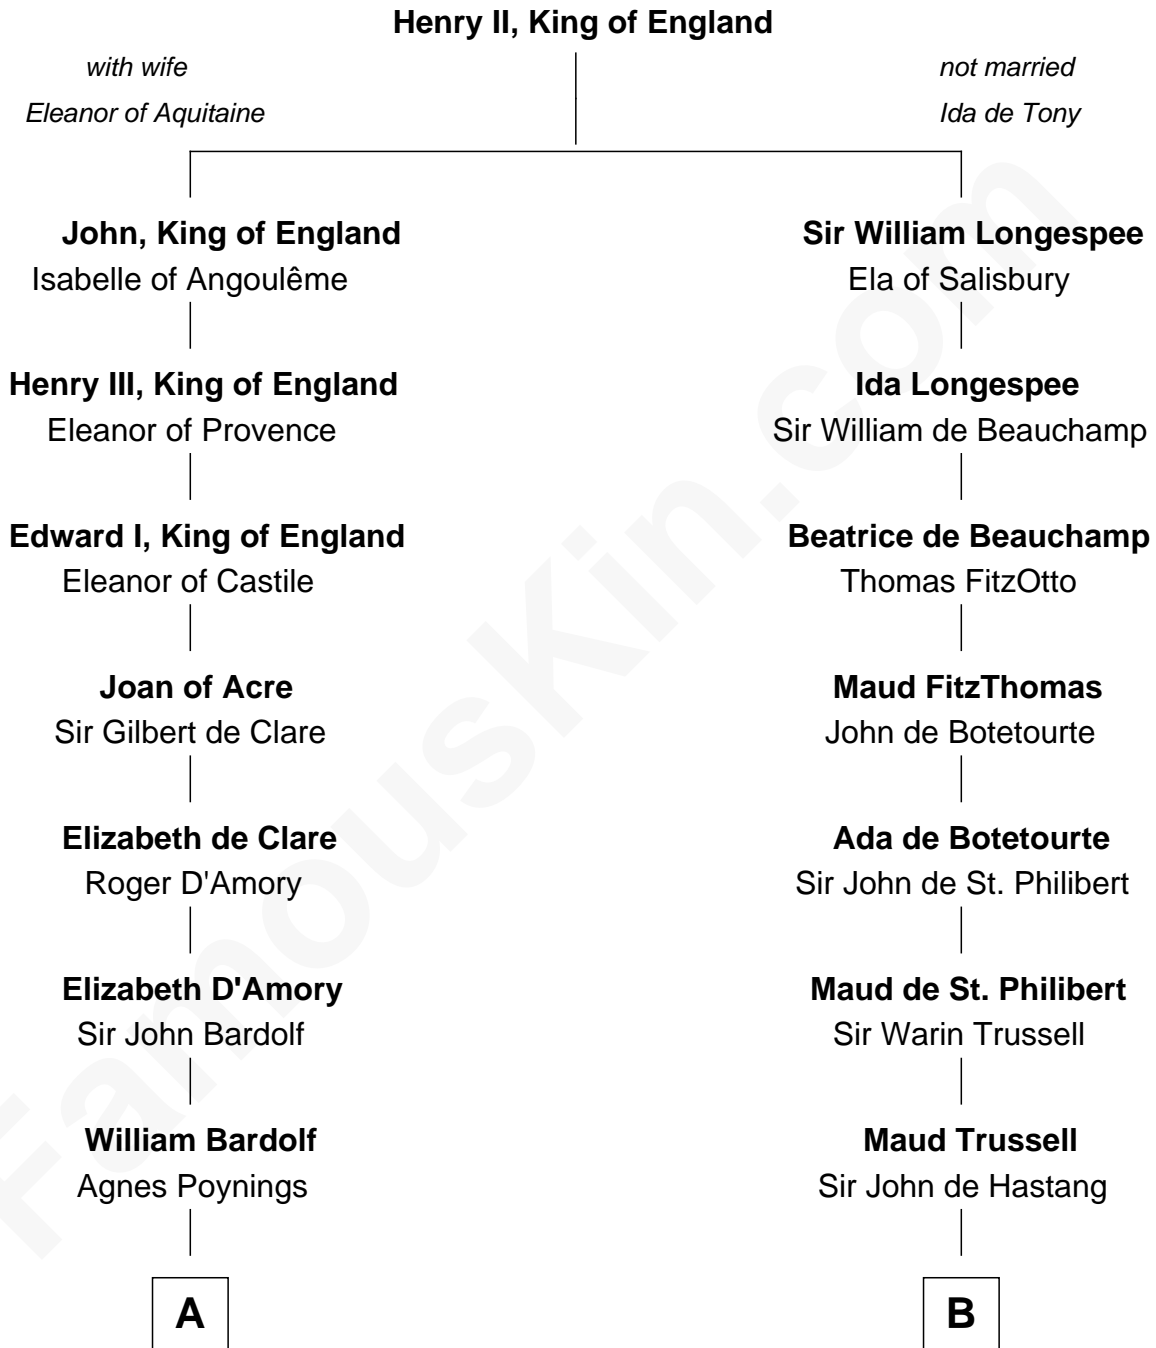 Henry II, King of England
with wife
Eleanor of Aquitaine
not married
Ida de Tony
John, King of England
Isabelle of Angoulême
Sir William Longespee
Ela of Salisbury
Henry III, King of England
Eleanor of Provence
Ida Longespee
Sir William de Beauchamp
Edward I, King of England
Eleanor of Castile
Beatrice de Beauchamp
Thomas FitzOtto
Joan of Acre
Sir Gilbert de Clare
Maud FitzThomas
John de Botetourte
Elizabeth de Clare
Roger D'Amory
Ada de Botetourte
Sir John de St. Philibert
Elizabeth D'Amory
Sir John Bardolf
Maud de St. Philibert
Sir Warin Trussell
William Bardolf
Agnes Poynings
Maud Trussell
Sir John de Hastang
A
B
FamousKin.com